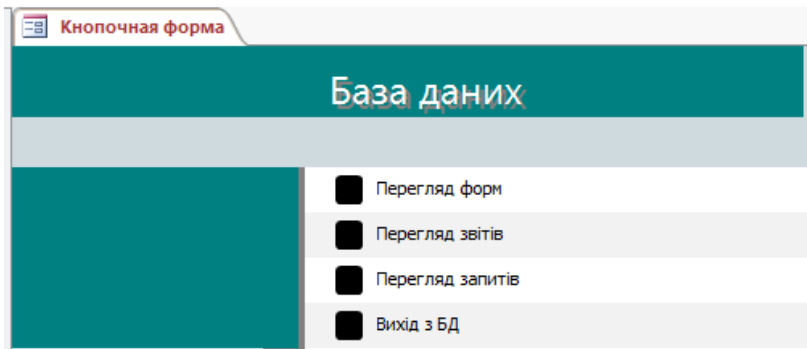 Кнопочная форма
База даних
Перегляд форм
Перегляд звітів
Перегляд запитів
Вихід з БД